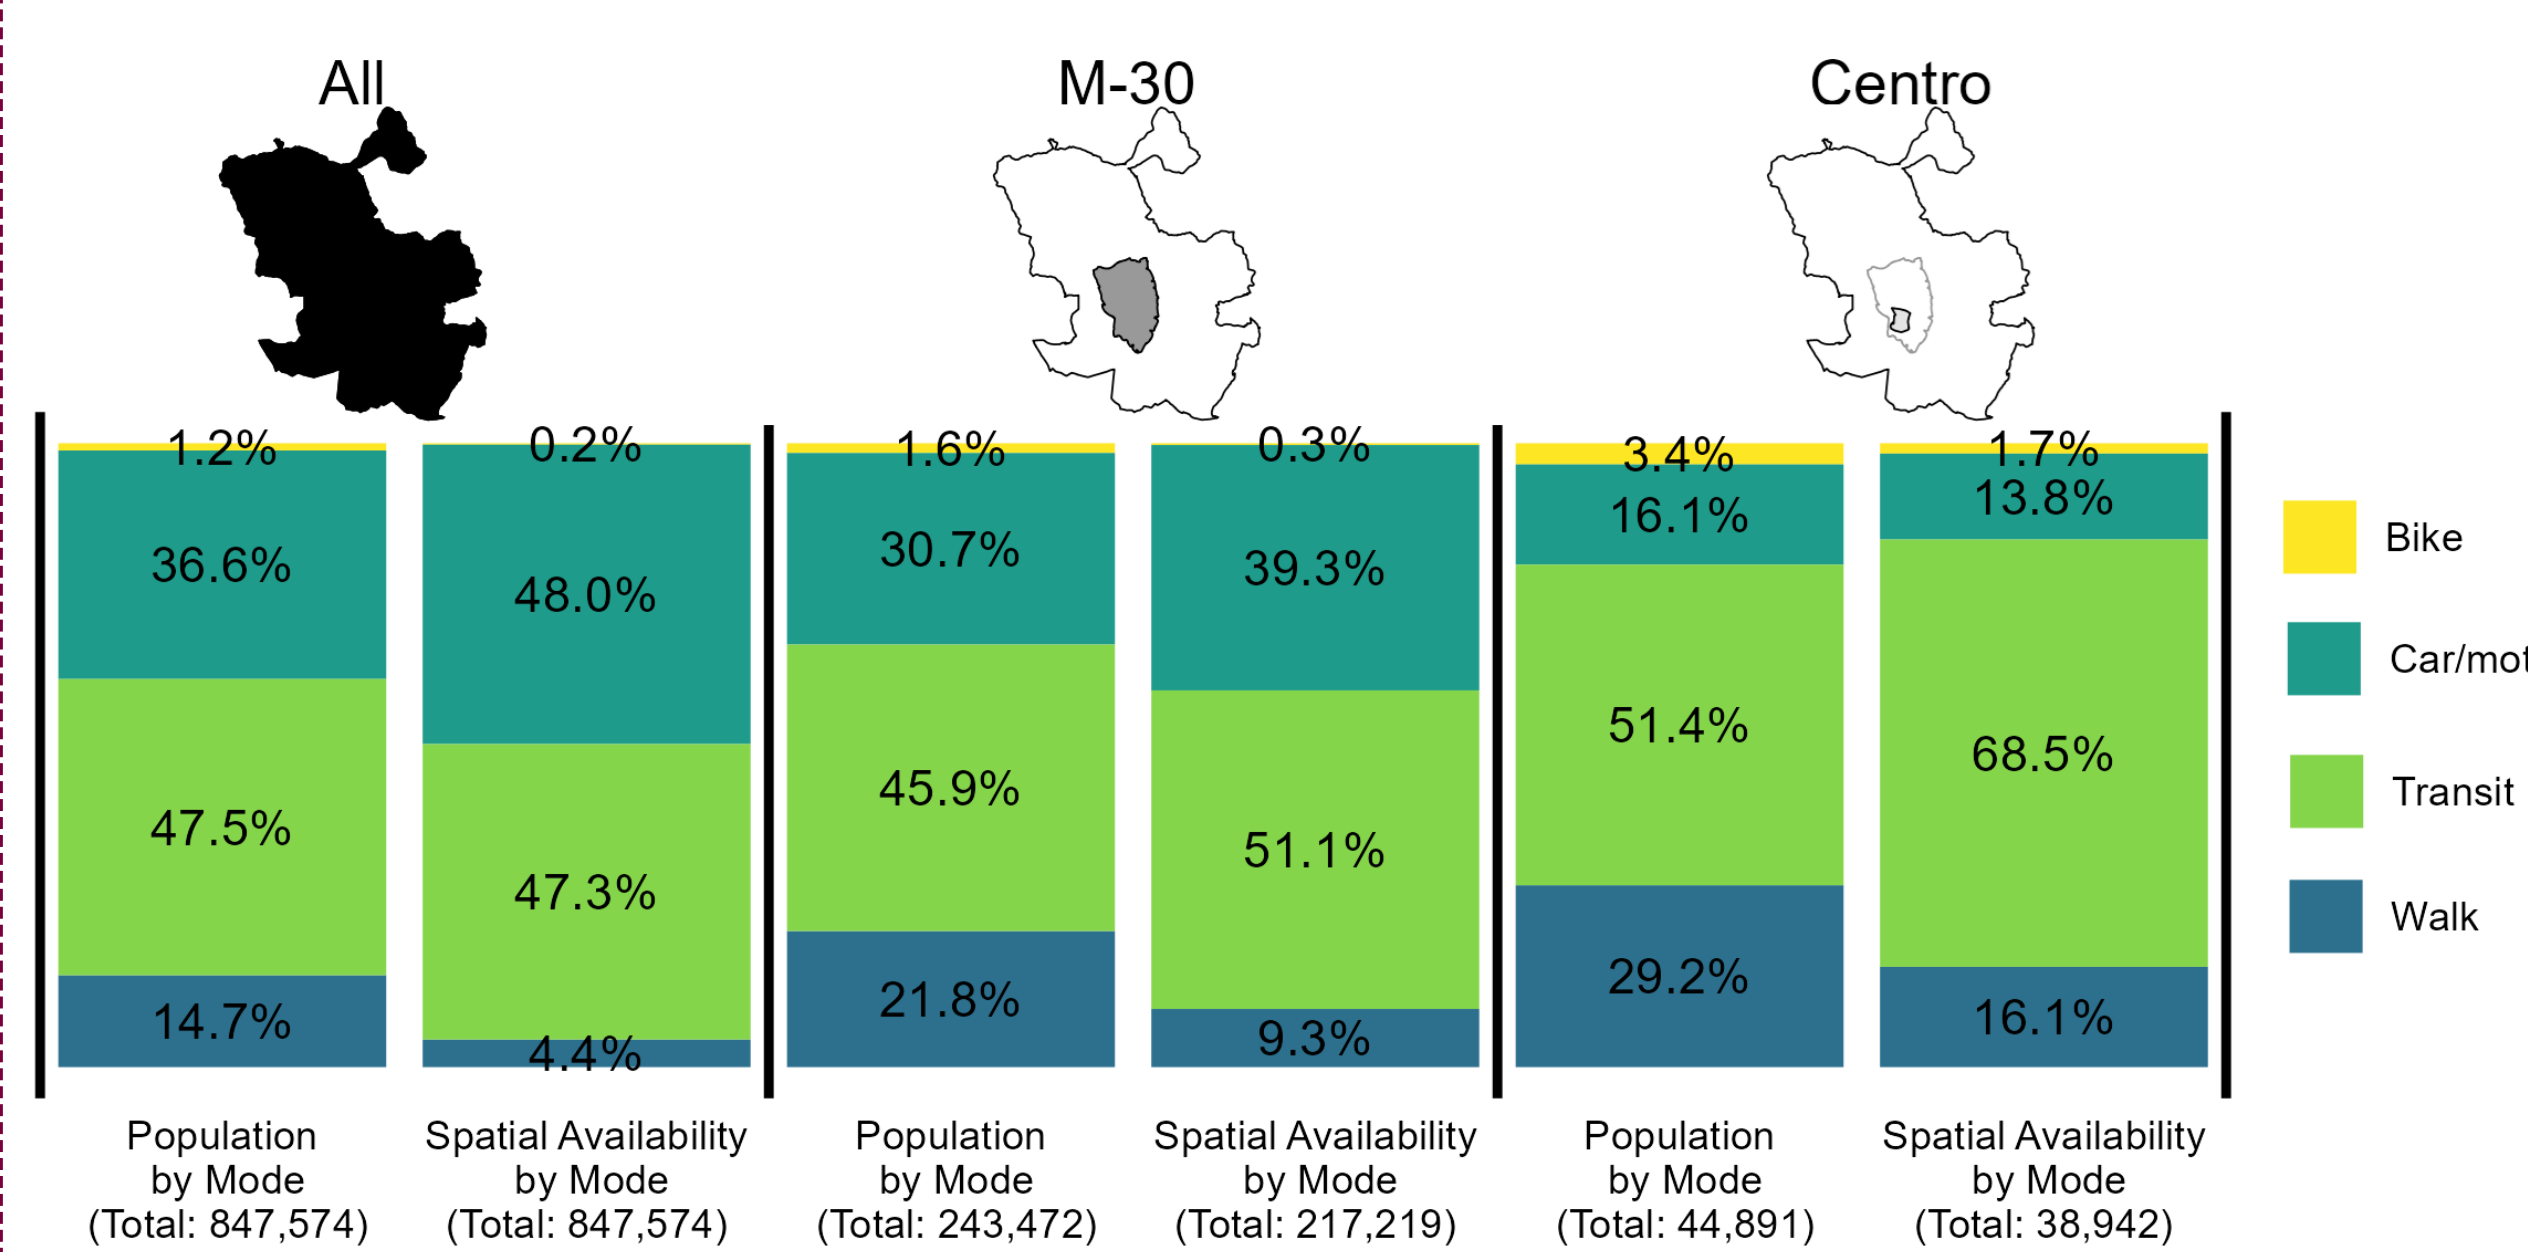 All
M-30
Centro
1.2%
36.6%
47.5%
14.7%
0.2%
48.0%
47.3%
4.4%
1.6%
30.7%
45.9%
21.8%
0.3%
39.3%
51.1%
9.3%
3.4%
16.1%
51.4%
29.2%
1.7%
13.8%
68.5%
16.1%
Population
by Mode
(Total: 847,574)
Spatial Availability
by Mode
(Total: 847,574)
Population
by Mode
(Total: 243,472)
Spatial Availability
by Mode
(Total: 217,219)
Population
by Mode
(Total: 44,891)
Spatial Availability
by Mode
(Total: 38,942)
Bike
Car/mot
Transit
Walk